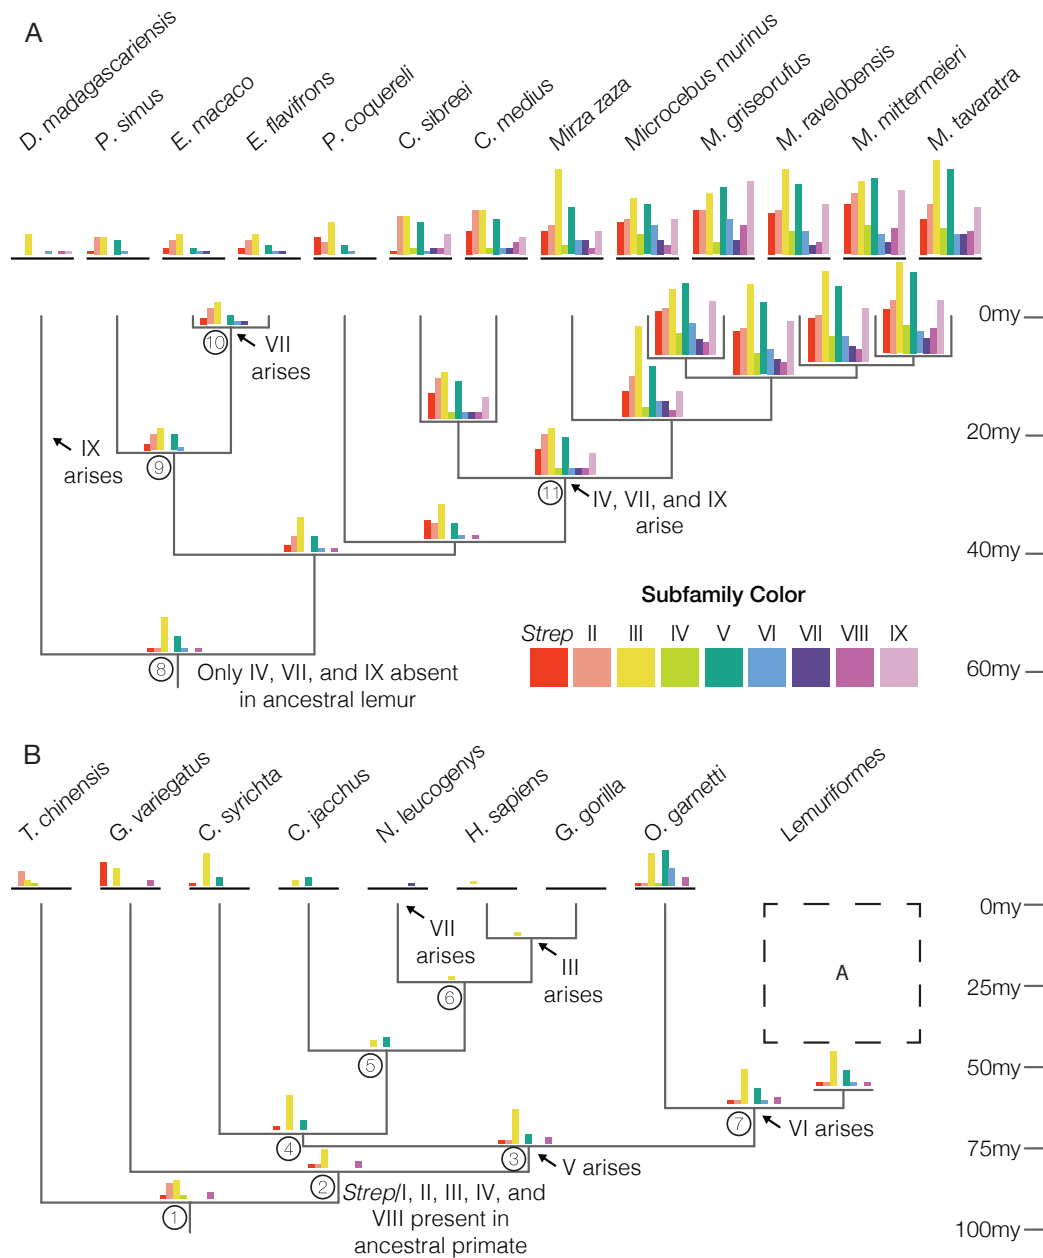 A
D. madagascariensis
P. simus
E. macaco
E. flavifrons
P. coquereli
C. sibreei
C. medius
Mirza zaza
Microcebus murinus
M. griseorufus
M. ravelobensis
M. mittermeieri
M. tavaratra
0my
10
VII
arises
20my
IX
arises
9
11
IV, VII, and IX
arise
40my
Subfamily Color
Strep II III IV V VI VII VIII IX
60my
8
Only IV, VII, and IX absent
in ancestral lemur
B
T. chinensis
G. variegatus
C. syrichta
C. jacchus
N. leucogenys
H. sapiens
G. gorilla
O. garnetti
Lemuriformes
0my
VII
arises
III
arises
A
25my
6
5
50my
7
VI arises
4
75my
3
V arises
2
Strep/I, II, III, IV, and
VIII present in
ancestral primate
1
100my